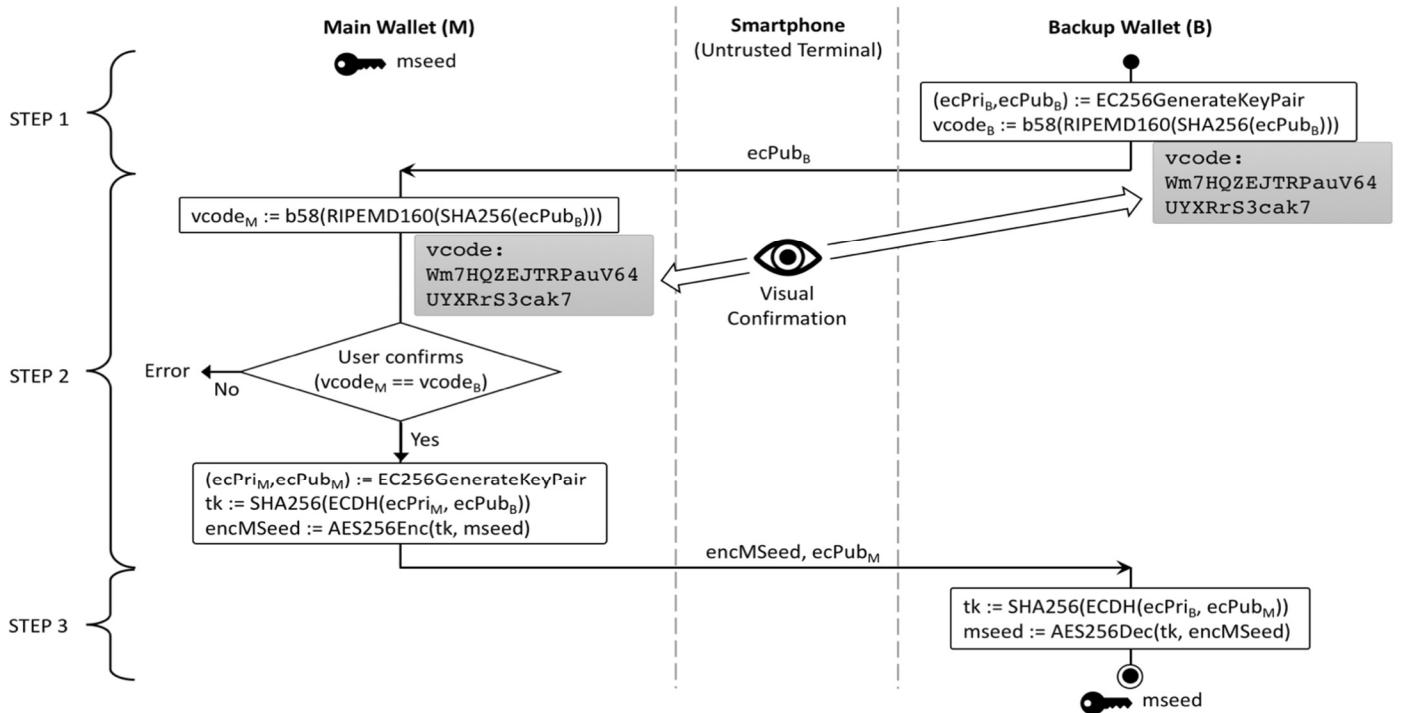 Main Wallet (M)
Smartphone
(Untrusted Terminal)
Backup Wallet (B)
mseed
STEP 1
(ecPriB,ecPubB) := EC256GenerateKeyPair
vcodeB := b58(RIPEMD160(SHA256(ecPubB)))
ecPubB
vcode:
Wm7HQZEJTRPauV64
UYXRrS3cak7
vcodeM := b58(RIPEMD160(SHA256(ecPubB)))
vcode:
Wm7HQZEJTRPauV64
UYXRrS3cak7
Visual
Confirmation
STEP 2
User confirms
(vcodeM == vcodeB)
Error
No
Yes
(ecPriM,ecPubM) := EC256GenerateKeyPair
tk := SHA256(ECDH(ecPriM, ecPubB))
encMSeed := AES256Enc(tk, mseed)
encMSeed, ecPubM
STEP 3
tk := SHA256(ECDH(ecPriB, ecPubM))
mseed := AES256Dec(tk, encMSeed)
mseed